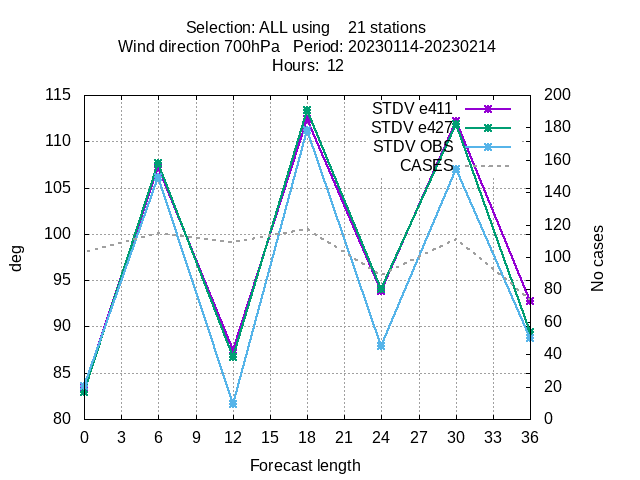 Selection: ALL using    21 stations
Wind direction 700hPa   Period: 20230114-20230214
Hours:  12
115
110
105
100
95
90
85
80
200
180
160
140
120
100
80
60
40
20
0
STDV e411
STDV e427
STDV OBS
CASES
deg
No cases
0 3 6 9 12 15 18 21 24 27 30 33 36
Forecast length